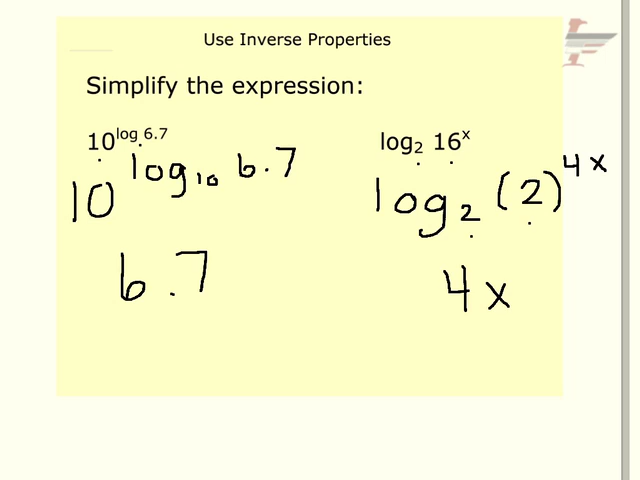 Use Inverse Properties
Simplify the expression:
10^log 6.7
log₂ 16^x
10^log₁₀ 6.7
log₂ (2)^4x
6.7
4x